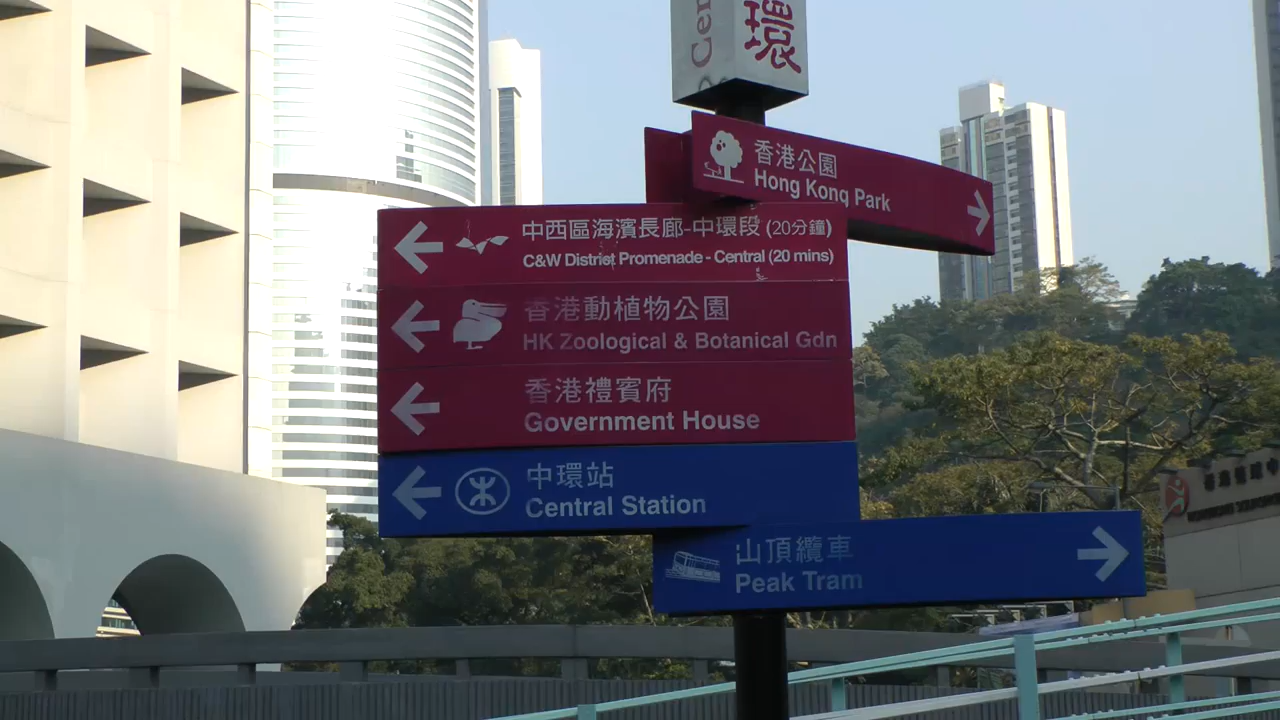 環
Cen
香港公園
Hong Kong Park
中西區海濱長廊-中環段 (20分鐘)
C&W District Promenade - Central (20 mins)
香港動植物公園
HK Zoological & Botanical Gdn
香港禮賓府
Government House
中環站
Central Station
山頂纜車
Peak Tram